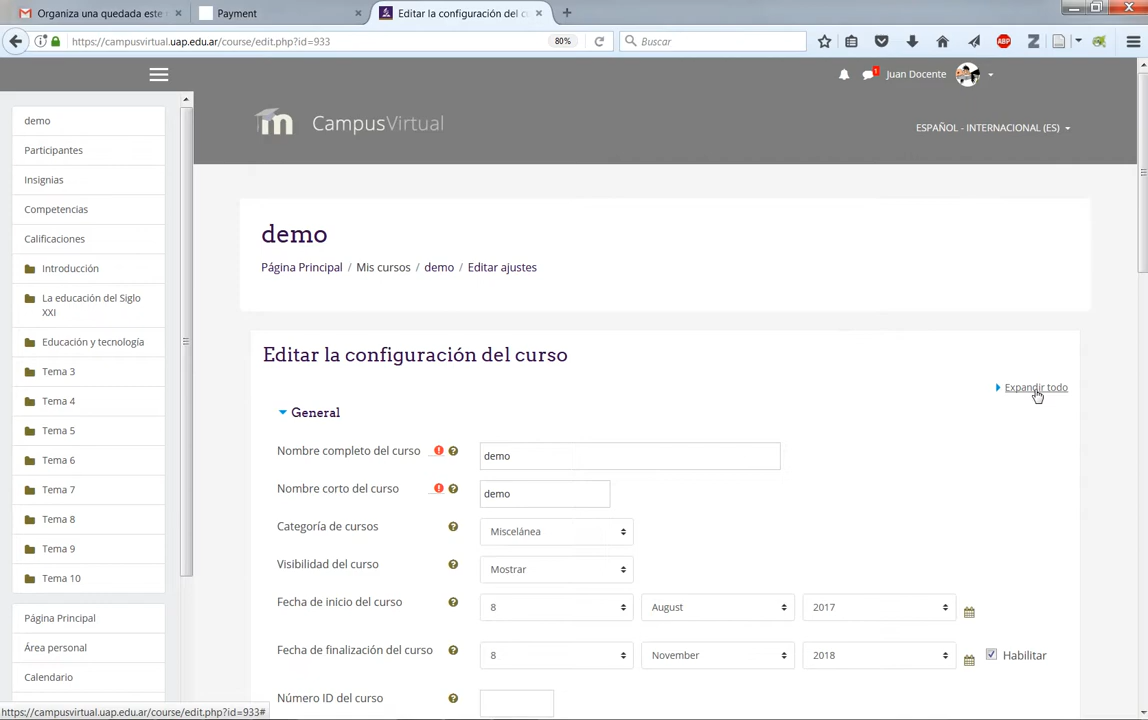 Organiza una quedada este
Payment
Editar la configuración del c
https://campusvirtual.uap.edu.ar/course/edit.php?id=933
80%
Buscar
Juan Docente
1
CampusVirtual
ESPAÑOL - INTERNACIONAL (ES)
demo
Participantes
Insignias
Competencias
Calificaciones
Introducción
La educación del Siglo
XXI
Educación y tecnología
Tema 3
Tema 4
Tema 5
Tema 6
Tema 7
Tema 8
Tema 9
Tema 10
Página Principal
Área personal
Calendario
demo
Página Principal / Mis cursos / demo / Editar ajustes
Editar la configuración del curso
Expandir todo
General
Nombre completo del curso
demo
Nombre corto del curso
demo
Categoría de cursos
Miscelánea
Visibilidad del curso
Mostrar
Fecha de inicio del curso
8 August 2017
Fecha de finalización del curso
8 November 2018 Habilitar
Número ID del curso
https://campusvirtual.uap.edu.ar/course/edit.php?id=933#